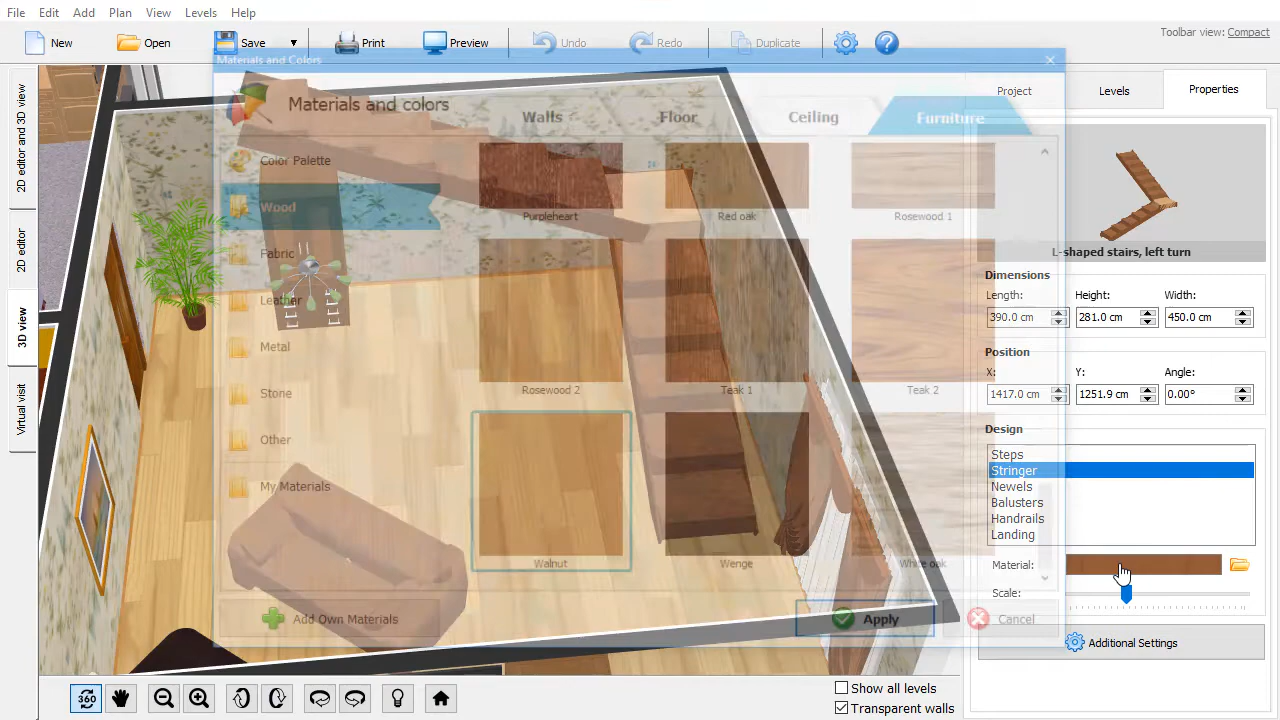 File Edit Add Plan View Levels Help
New Open Save Print Preview Undo Redo Duplicate
Toolbar view: Compact
Materials and Colors
Materials and colors
Walls Floor Ceiling Furniture
Color Palette
Wood
Fabric
Leather
Metal
Stone
Other
My Materials
Purpleheart Red oak Rosewood 1
Rosewood 2 Teak 1 Teak 2
Walnut Wenge White oak
Add Own Materials
Apply Cancel
2D editor and 3D view
2D editor
3D view
Virtual visit
Project Levels Properties
L-shaped stairs, left turn
Dimensions
Length: Height: Width:
390.0 cm 281.0 cm 450.0 cm
Position
X: Y: Angle:
1417.0 cm 1251.9 cm 0.00°
Design
Steps
Stringer
Newels
Balusters
Handrails
Landing
Material:
Scale:
Additional Settings
360
Show all levels
Transparent walls